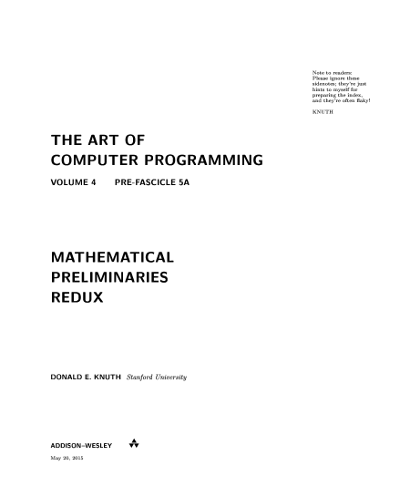 Note to readers:
Please ignore these
sidenotes; they're just
hints to myself for
preparing the index,
and they're often flaky!
KNUTH
THE ART OF
COMPUTER PROGRAMMING
VOLUME 4 PRE-FASCICLE 5A
MATHEMATICAL
PRELIMINARIES
REDUX
DONALD E. KNUTH Stanford University
ADDISON–WESLEY
May 2015